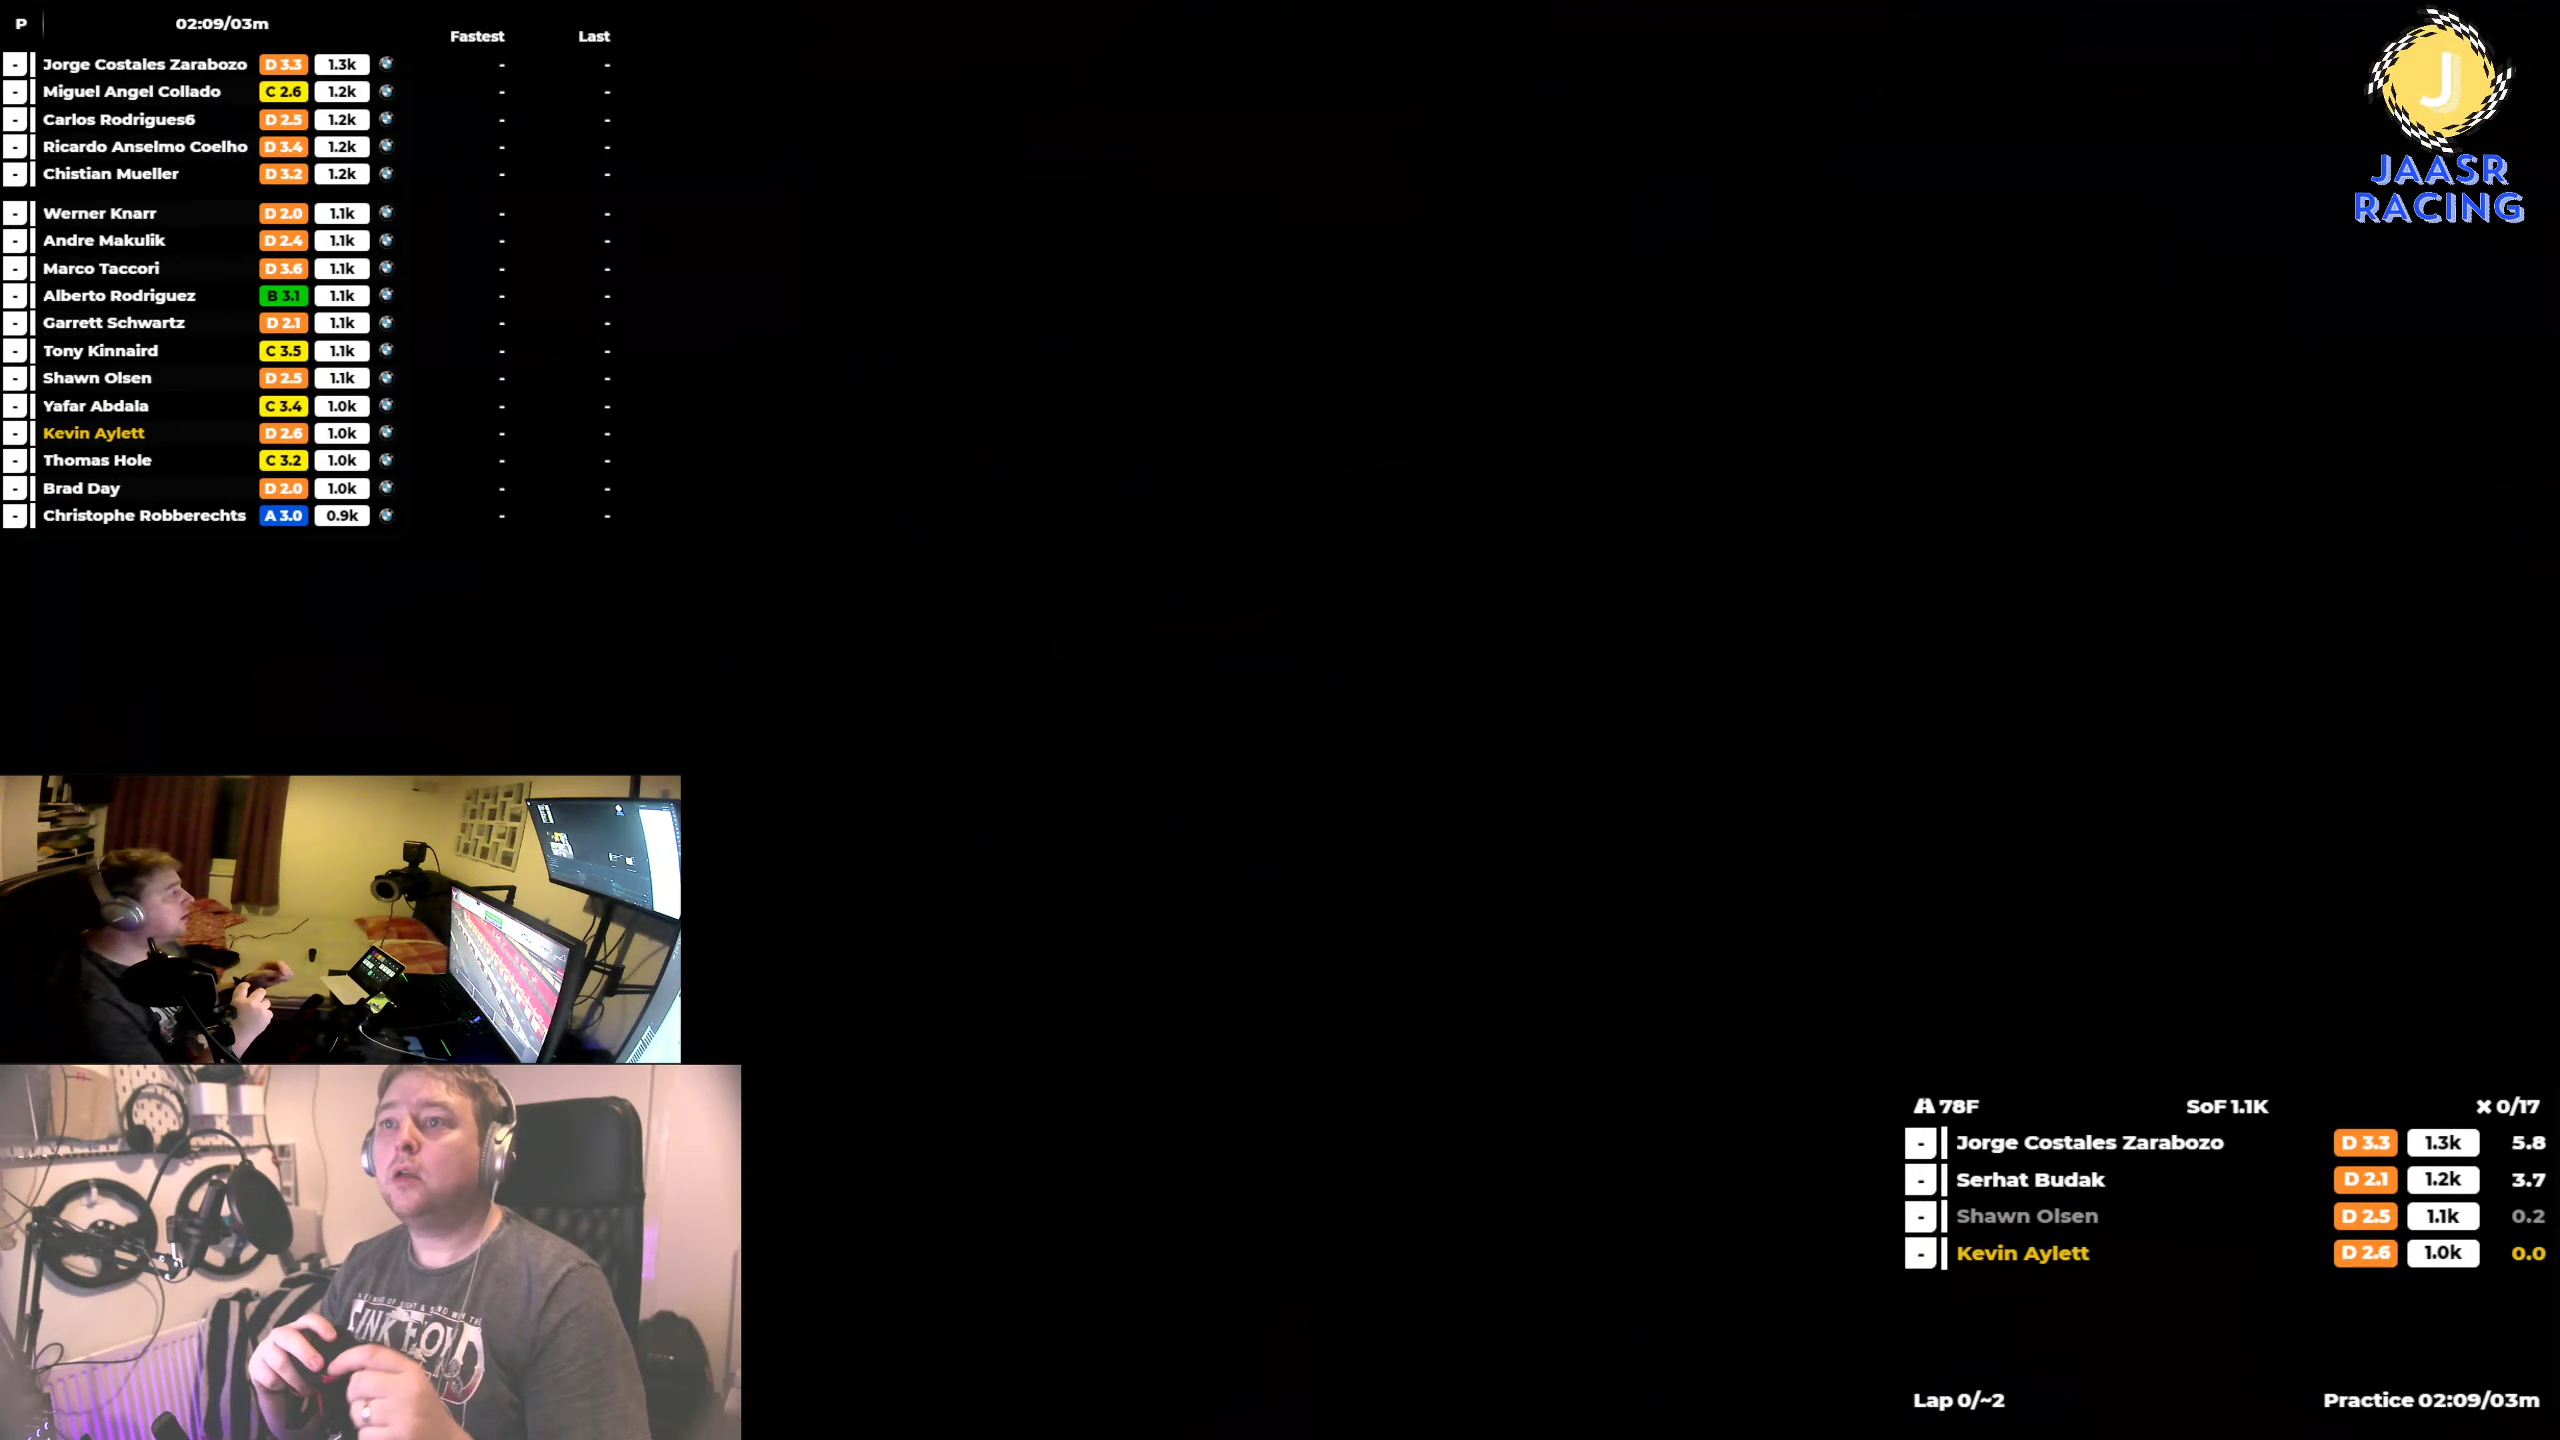 P 02:09/03m
Fastest Last
- Jorge Costales Zarabozo D 3.3 1.3k - -
- Miguel Angel Collado C 2.6 1.2k - -
- Carlos Rodrigues6 D 2.5 1.2k - -
- Ricardo Anselmo Coelho D 3.4 1.2k - -
- Chistian Mueller D 3.2 1.2k - -
- Werner Knarr D 2.0 1.1k - -
- Andre Makulik D 2.4 1.1k - -
- Marco Taccori D 3.6 1.1k - -
- Alberto Rodriguez B 3.1 1.1k - -
- Garrett Schwartz D 2.1 1.1k - -
- Tony Kinnaird C 3.5 1.1k - -
- Shawn Olsen D 2.5 1.1k - -
- Yafar Abdala C 3.4 1.0k - -
- Kevin Aylett D 2.6 1.0k - -
- Thomas Hole C 3.2 1.0k - -
- Brad Day D 2.0 1.0k - -
- Christophe Robberechts A 3.0 0.9k - -
J
JAASR
RACING
78F SoF 1.1K 0/17
- Jorge Costales Zarabozo D 3.3 1.3k 5.8
- Serhat Budak D 2.1 1.2k 3.7
- Shawn Olsen D 2.5 1.1k 0.2
- Kevin Aylett D 2.6 1.0k 0.0
Lap 0/~2 Practice 02:09/03m